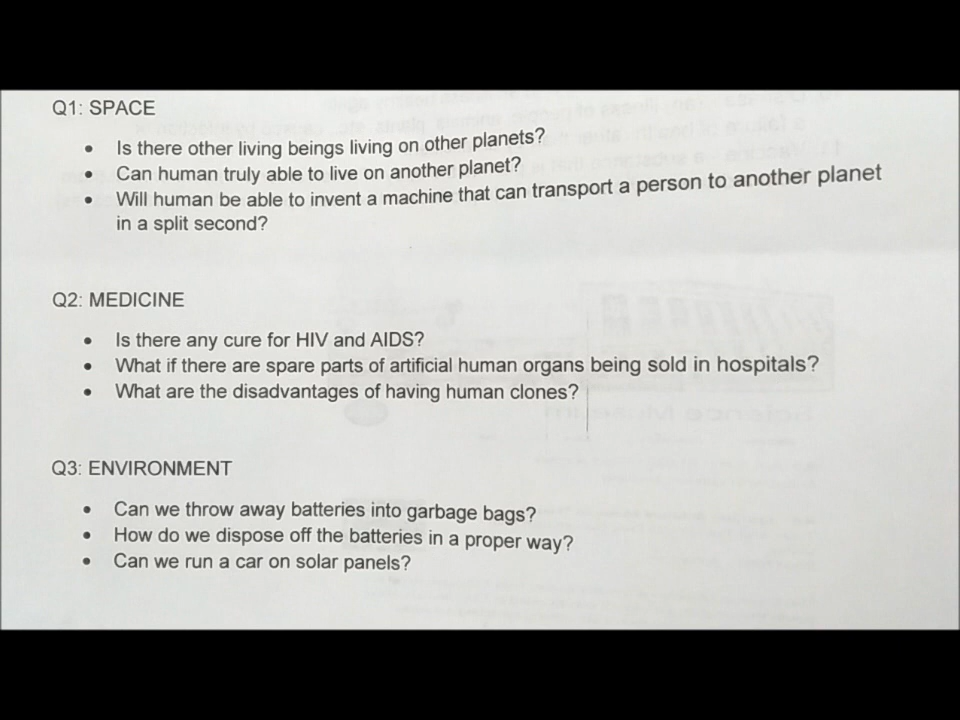 Q1: SPACE
• Is there other living beings living on other planets?
• Can human truly able to live on another planet?
• Will human be able to invent a machine that can transport a person to another planet
in a split second?
Q2: MEDICINE
• Is there any cure for HIV and AIDS?
• What if there are spare parts of artificial human organs being sold in hospitals?
• What are the disadvantages of having human clones?
Q3: ENVIRONMENT
• Can we throw away batteries into garbage bags?
• How do we dispose off the batteries in a proper way?
• Can we run a car on solar panels?